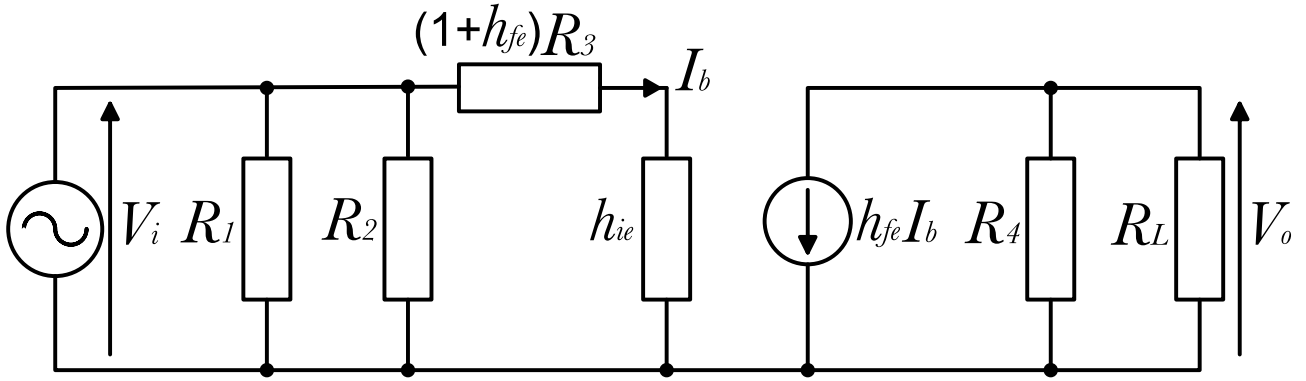 (1+hfe)R3
Ib
Vi
R1
R2
hie
hfeIb
R4
RL
Vo